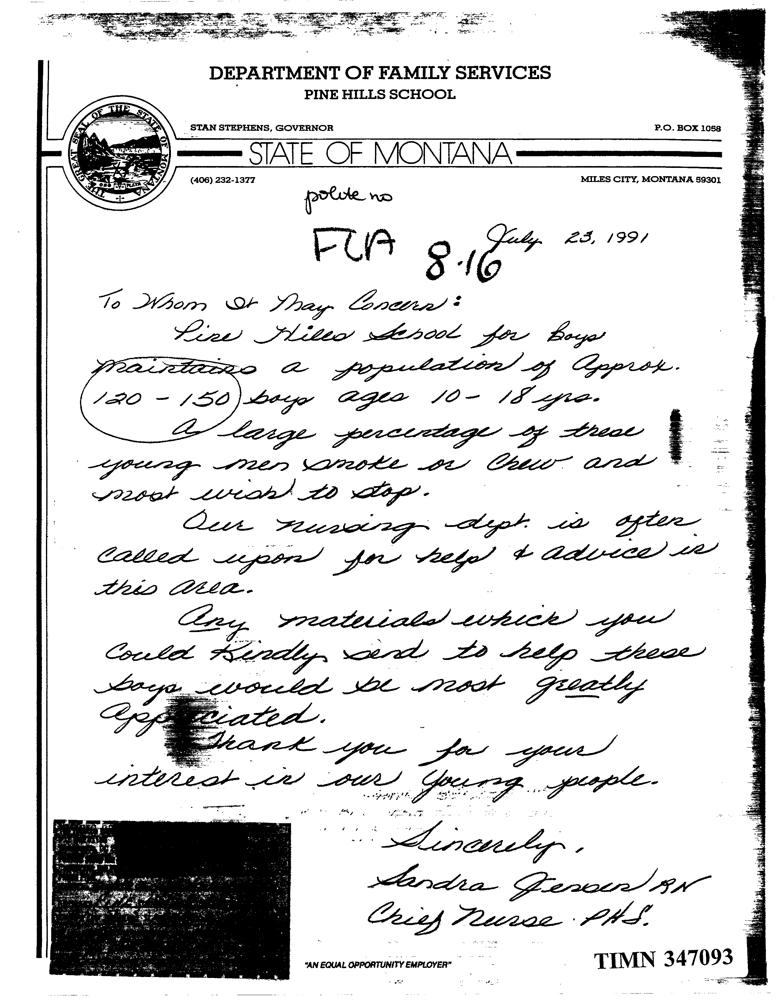 DEPARTMENT OF FAMILY SERVICES
PINE HILLS SCHOOL
THE GREAT SEAL OF THE STATE OF MONTANA
STAN STEPHENS, GOVERNOR
P.O. BOX 1058
STATE OF MONTANA
(406) 232-1377
MILES CITY, MONTANA 59301
polite no
8·16
July 23, 1991
To Whom It May Concern:
Pine Hills School for Boys
maintains a population of Approx.
120 - 150 boys ages 10 - 18 yrs.
A large percentage of these
young men smoke or Chew and
most wish to stop.
Our nursing dept. is often
called upon for help & advice in
this area.
Any materials which you
Could Kindly send to help these
boys would be most greatly
Appreciated.
Thank you for your
interest in our young people.
Sincerely,
Sandra Jensen RN
Chief Nurse PHS.
"AN EQUAL OPPORTUNITY EMPLOYER"
TIMN 347093